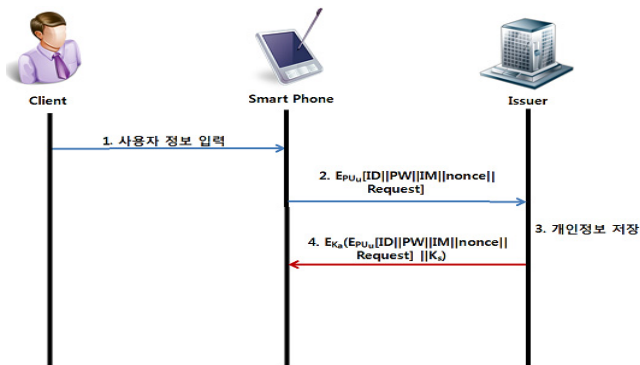 Client
Smart Phone
Issuer
1. 사용자 정보 입력
2. EPUu[ID||PW||IM||nonce||
Request]
3. 개인정보 저장
4. EKa(EPUu[ID||PW||IM||nonce||
Request] ||Ks)